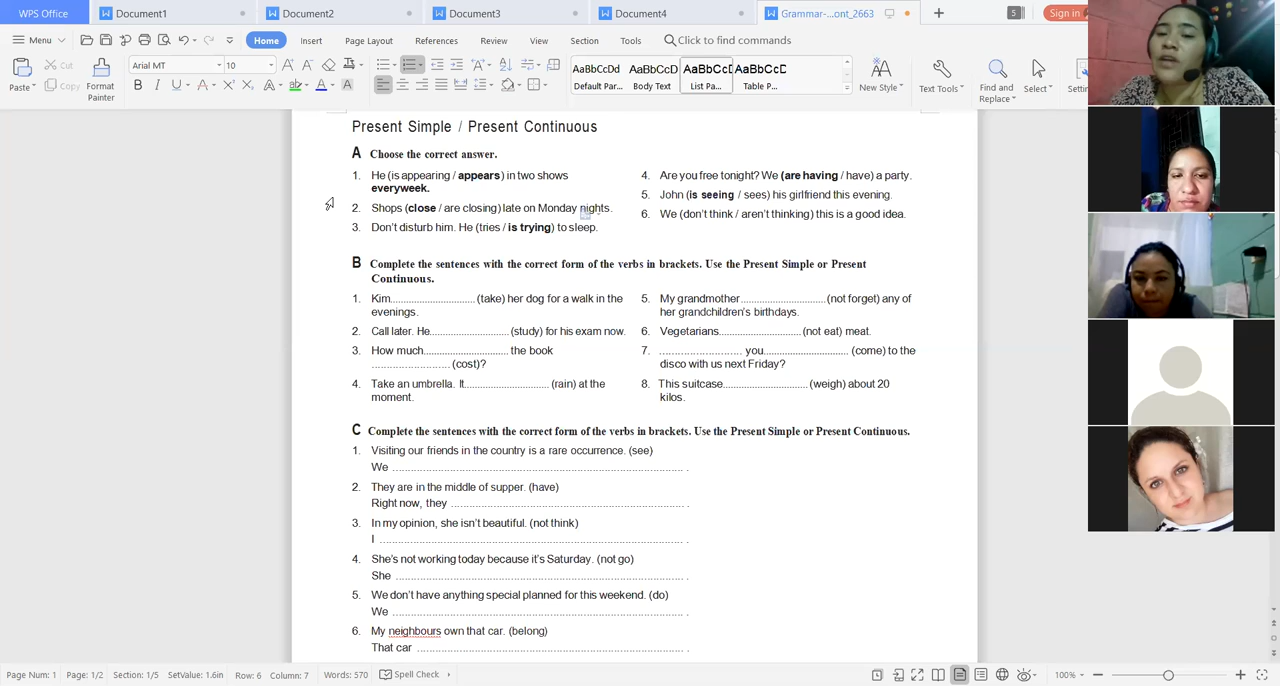 WPS Office
Document1
Document2
Document3
Document4
Grammar-...ont_2663
S
Sign in
Menu
Home
Insert
Page Layout
References
Review
View
Section
Tools
Click to find commands
Paste
Cut
Copy
Format Painter
Arial MT
10
AaBbCcDd
AaBbCcD
AaBbCcI
AaBbCcD
Default Par...
Body Text
List Pa...
Table P...
New Style
Text Tools
Find and Replace
Select
Settin
Present Simple / Present Continuous
A Choose the correct answer.
1. He (is appearing / appears) in two shows
everyweek.
2. Shops (close / are closing) late on Monday nights.
3. Don't disturb him. He (tries / is trying) to sleep.
4. Are you free tonight? We (are having / have) a party.
5. John (is seeing / sees) his girlfriend this evening.
6. We (don't think / aren't thinking) this is a good idea.
B Complete the sentences with the correct form of the verbs in brackets. Use the Present Simple or Present
Continuous.
1. Kim............................ (take) her dog for a walk in the
evenings.
2. Call later. He.......................... (study) for his exam now.
3. How much............................ the book
.......................... (cost)?
4. Take an umbrella. It............................ (rain) at the
moment.
5. My grandmother............................ (not forget) any of
her grandchildren's birthdays.
6. Vegetarians........................... (not eat) meat.
7. ............................ you............................ (come) to the
disco with us next Friday?
8. This suitcase............................ (weigh) about 20
kilos.
C Complete the sentences with the correct form of the verbs in brackets. Use the Present Simple or Present Continuous.
1. Visiting our friends in the country is a rare occurrence. (see)
We ................................................................ .
2. They are in the middle of supper. (have)
Right now, they ................................................................ .
3. In my opinion, she isn't beautiful. (not think)
I ................................................................ .
4. She's not working today because it's Saturday. (not go)
She ................................................................ .
5. We don't have anything special planned for this weekend. (do)
We ................................................................ .
6. My neighbours own that car. (belong)
That car ................................................................ .
Page Num: 1
Page: 1/2
Section: 1/5
SetValue: 1.6in
Row: 6
Column: 7
Words: 570
Spell Check
100%